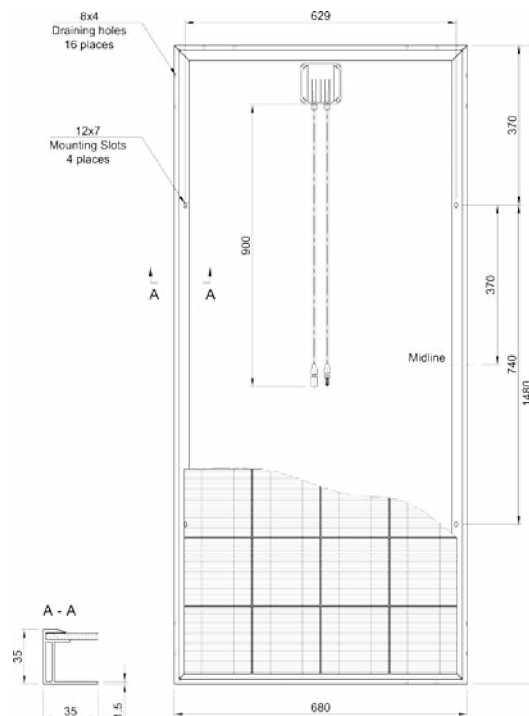 8x4
Draining holes
16 places
629
370
12x7
Mounting Slots
4 places
900
A
A
370
Midline
740
1480
A - A
35
35
1.5
680